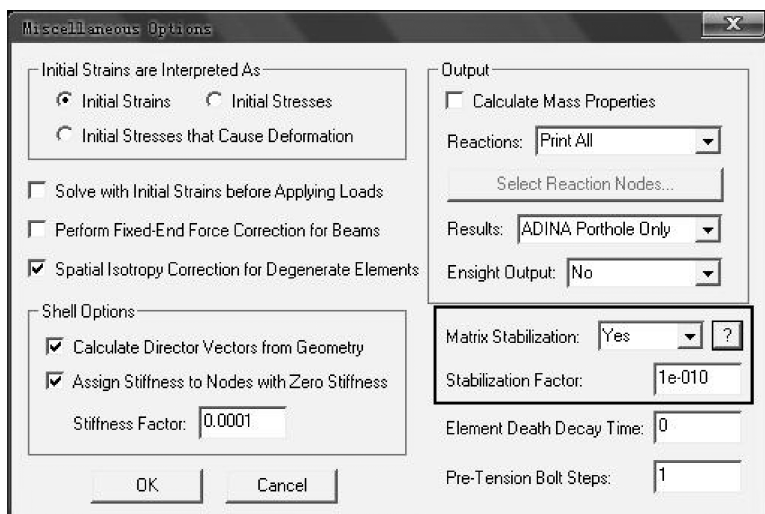 Miscellaneous Options
X
Initial Strains are Interpreted As
Initial Strains
Initial Stresses
Initial Stresses that Cause Deformation
Solve with Initial Strains before Applying Loads
Perform Fixed-End Force Correction for Beams
Spatial Isotropy Correction for Degenerate Elements
Shell Options
Calculate Director Vectors from Geometry
Assign Stiffness to Nodes with Zero Stiffness
Stiffness Factor: 0.0001
OK
Cancel
Output
Calculate Mass Properties
Reactions: Print All
Select Reaction Nodes...
Results: ADINA Porthole Only
Ensight Output: No
Matrix Stabilization: Yes ?
Stabilization Factor: 1e-010
Element Death Decay Time: 0
Pre-Tension Bolt Steps: 1